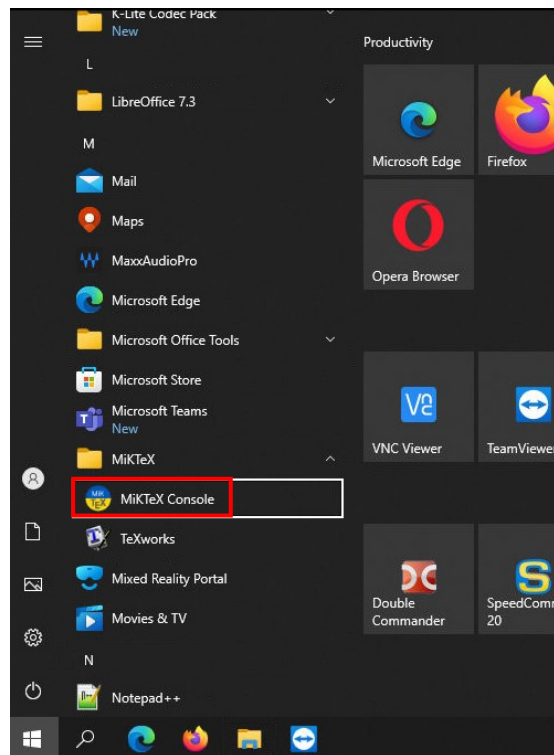 K-Lite Codec Pack
New
L
LibreOffice 7.3
M
Mail
Maps
MaxxAudioPro
Microsoft Edge
Microsoft Office Tools
Microsoft Store
Microsoft Teams
New
MiKTeX
MiKTeX Console
TeXworks
Mixed Reality Portal
Movies & TV
N
Notepad++
Productivity
Microsoft Edge
Firefox
Opera Browser
VNC Viewer
TeamViewer
Double
Commander
SpeedComm
20